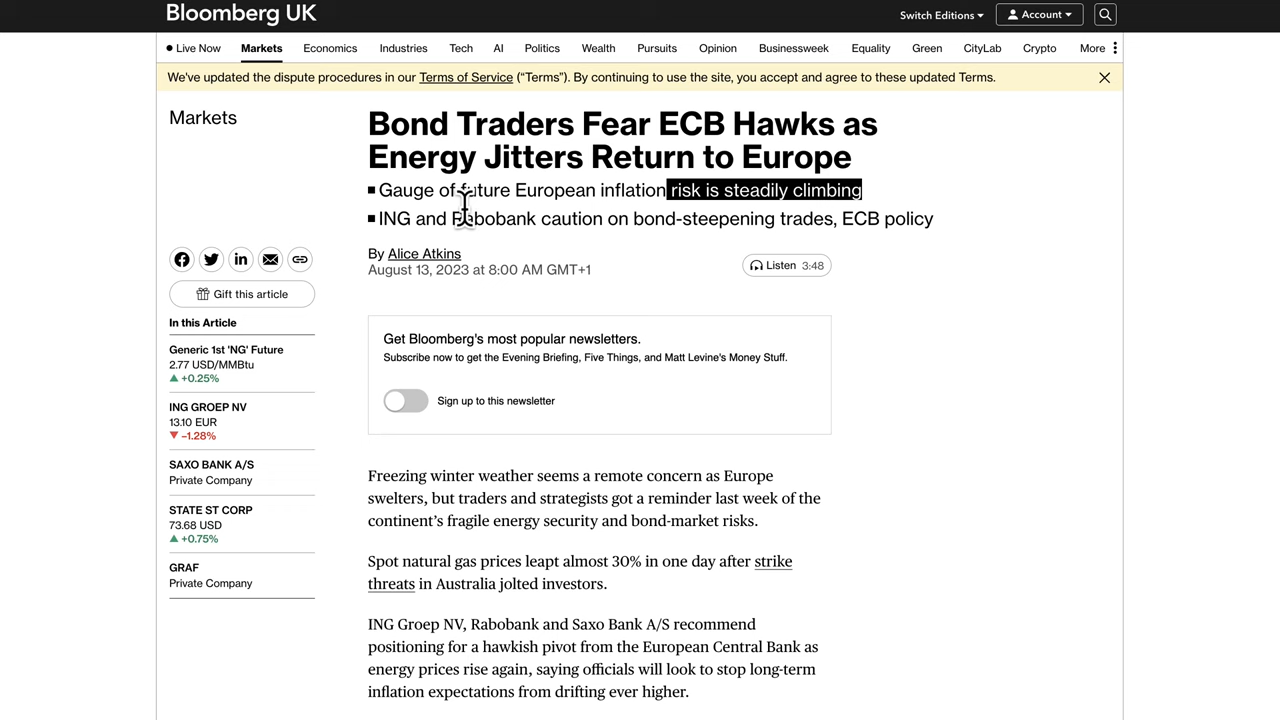 Bloomberg UK
Switch Editions
Account
Live Now Markets Economics Industries Tech AI Politics Wealth Pursuits Opinion Businessweek Equality Green CityLab Crypto More
We've updated the dispute procedures in our Terms of Service (“Terms”). By continuing to use the site, you accept and agree to these updated Terms.
Markets
Bond Traders Fear ECB Hawks as
Energy Jitters Return to Europe
Gauge of future European inflation risk is steadily climbing
ING and Rabobank caution on bond-steepening trades, ECB policy
By Alice Atkins
August 13, 2023 at 8:00 AM GMT+1
Listen 3:48
Gift this article
In this Article
Generic 1st 'NG' Future
2.77 USD/MMBtu
▲ +0.25%
ING GROEP NV
13.10 EUR
▼ –1.28%
SAXO BANK A/S
Private Company
STATE ST CORP
73.68 USD
▲ +0.75%
GRAF
Private Company
Get Bloomberg's most popular newsletters.
Subscribe now to get the Evening Briefing, Five Things, and Matt Levine's Money Stuff.
Sign up to this newsletter
Freezing winter weather seems a remote concern as Europe
swelters, but traders and strategists got a reminder last week of the
continent’s fragile energy security and bond-market risks.
Spot natural gas prices leapt almost 30% in one day after strike
threats in Australia jolted investors.
ING Groep NV, Rabobank and Saxo Bank A/S recommend
positioning for a hawkish pivot from the European Central Bank as
energy prices rise again, saying officials will look to stop long-term
inflation expectations from drifting ever higher.